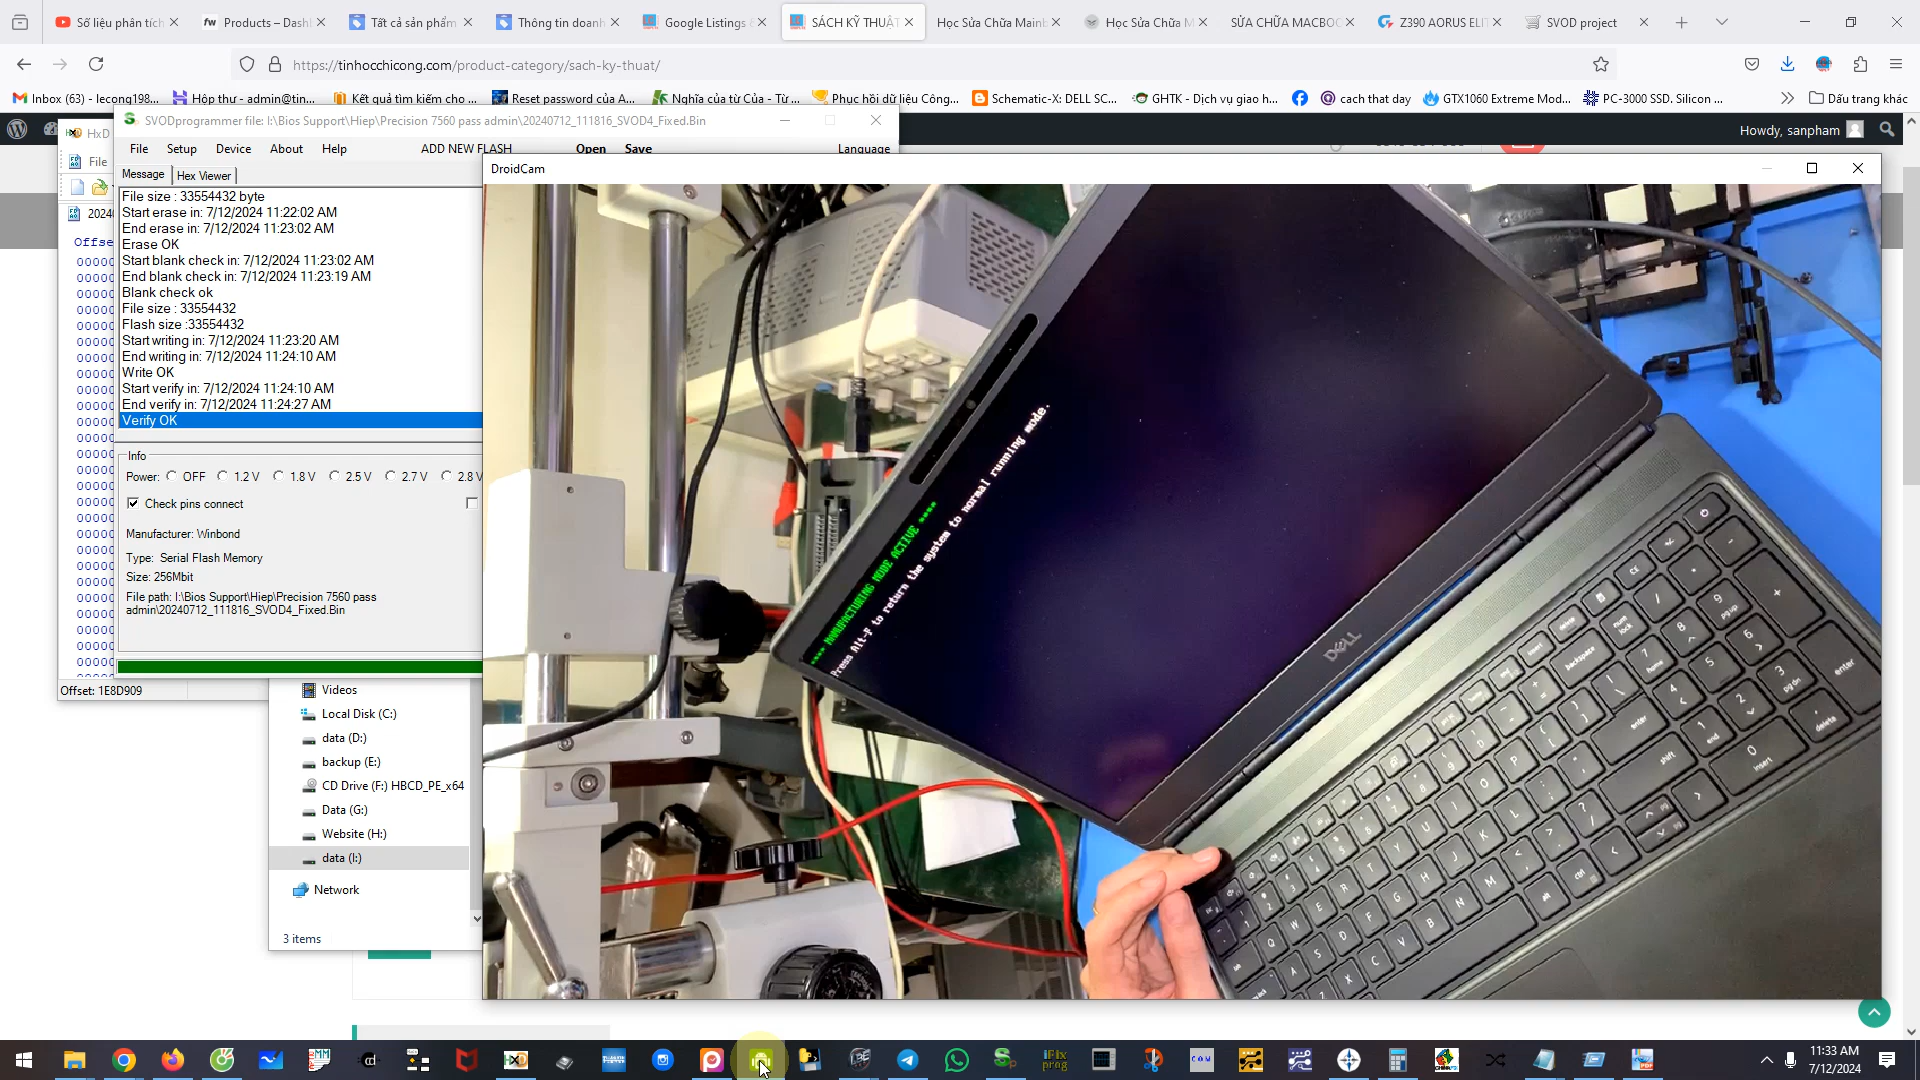 Số liệu phân tích
Products – Dash
Tất cả sản phẩm
Thông tin doanh
Google Listings &
SÁCH KỸ THUẬT
Học Sửa Chữa Mainb
Học Sửa Chữa M
SỬA CHỮA MACBOO
Z390 AORUS ELIT
SVOD project
https://tinhocchicong.com/product-category/sach-ky-thuat/
Inbox (63) - lecong198...
Hộp thư - admin@tin...
Kết quả tìm kiếm cho ...
Reset password của A...
Nghĩa của từ Của - Từ ...
Phục hồi dữ liệu Công...
Schematic-X: DELL SC...
GHTK - Dịch vụ giao h...
cach that day
GTX1060 Extreme Mod...
PC-3000 SSD. Silicon ...
Dấu trang khác
Howdy, sanpham
HxD
SVODprogrammer file: I:\Bios Support\Hiep\Precision 7560 pass admin\20240712_111816_SVOD4_Fixed.Bin
File
Setup
Device
About
Help
ADD NEW FLASH
Open
Save
Language
File
Message
Hex Viewer
DroidCam
File size : 33554432 byte
Start erase in: 7/12/2024 11:22:02 AM
End erase in: 7/12/2024 11:23:02 AM
Erase OK
Start blank check in: 7/12/2024 11:23:02 AM
End blank check in: 7/12/2024 11:23:19 AM
Blank check ok
File size : 33554432
Flash size :33554432
Start writing in: 7/12/2024 11:23:20 AM
End writing in: 7/12/2024 11:24:10 AM
Write OK
Start verify in: 7/12/2024 11:24:10 AM
End verify in: 7/12/2024 11:24:27 AM
Verify OK
Info
Power:
OFF
1.2 V
1.8 V
2.5 V
2.7 V
2.8 V
Check pins connect
Manufacturer: Winbond
Type: Serial Flash Memory
Size: 256Mbit
File path: I:\Bios Support\Hiep\Precision 7560 pass
admin\20240712_111816_SVOD4_Fixed.Bin
Offset: 1E8D909
Videos
Local Disk (C:)
data (D:)
backup (E:)
CD Drive (F:) HBCD_PE_x64
Data (G:)
Website (H:)
data (I:)
Network
3 items
**** MANUFACTURING MODE ACTIVE ****
Press Alt-F to return the system to normal running mode.
DELL
11:33 AM
7/12/2024